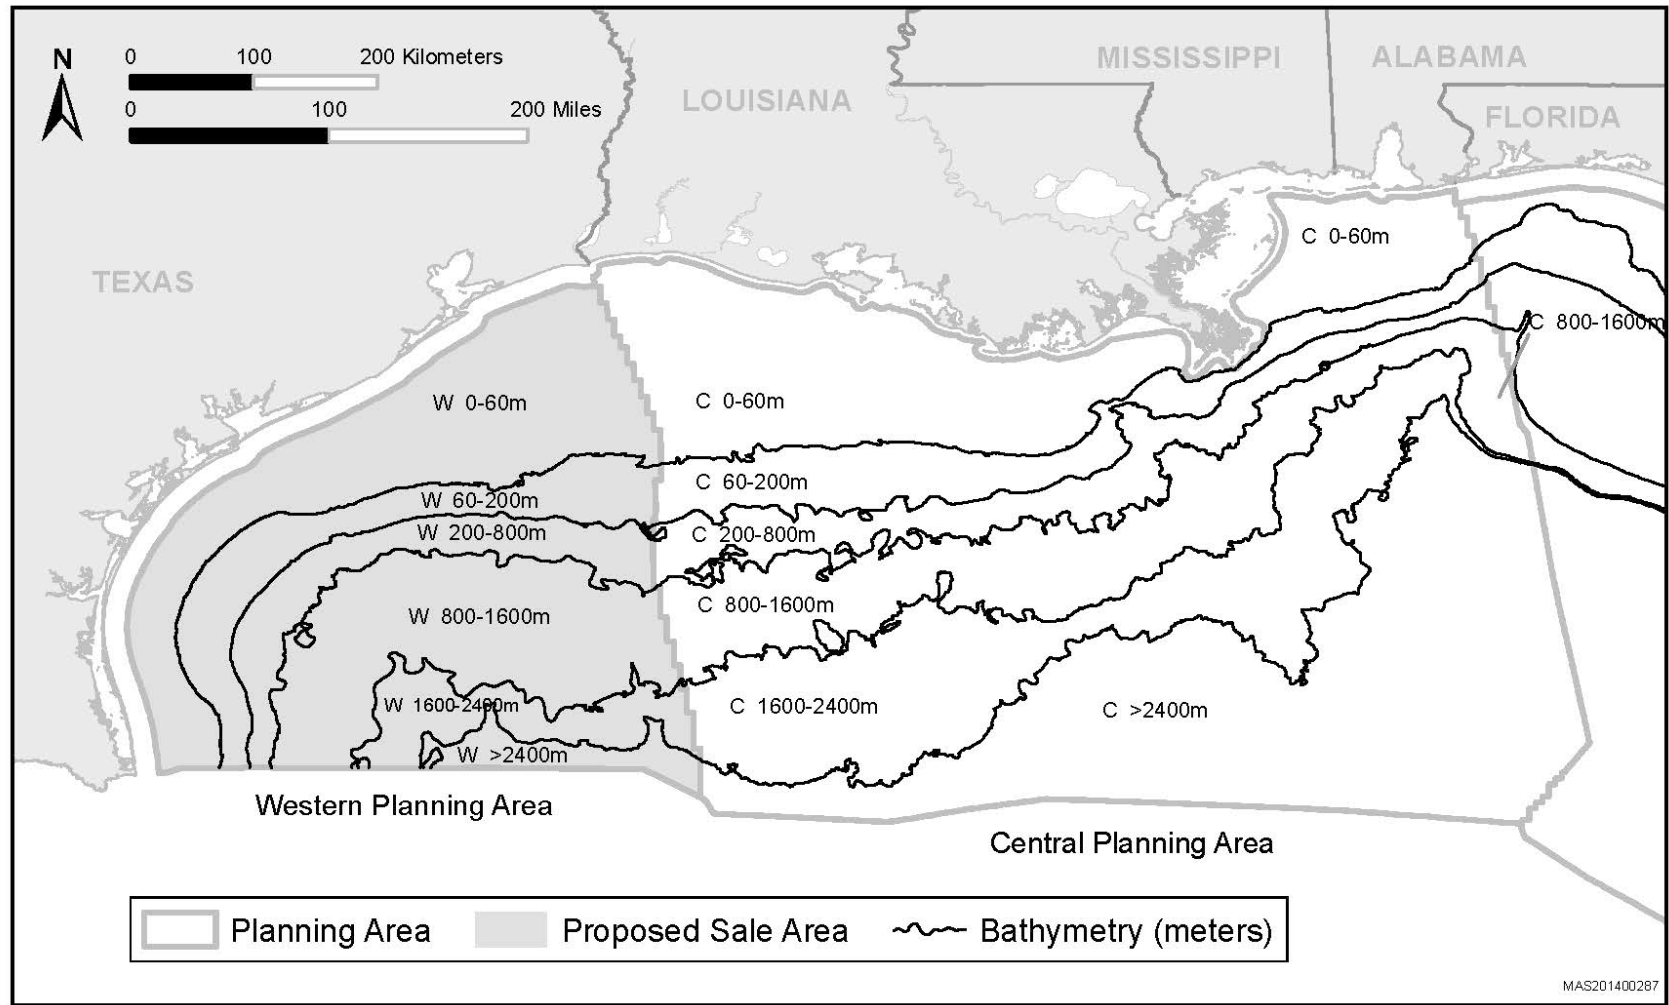 N
0 100 200 Kilometers
0 100 200 Miles
MISSISSIPPI
ALABAMA
LOUISIANA
FLORIDA
TEXAS
C 0-60m
C 800-1600m
W 0-60m
C 0-60m
W 60-200m
C 60-200m
W 200-800m
C 200-800m
W 800-1600m
C 800-1600m
W 1600-2400m
C 1600-2400m
C >2400m
W >2400m
Western Planning Area
Central Planning Area
Planning Area
Proposed Sale Area
Bathymetry (meters)
MAS201400287